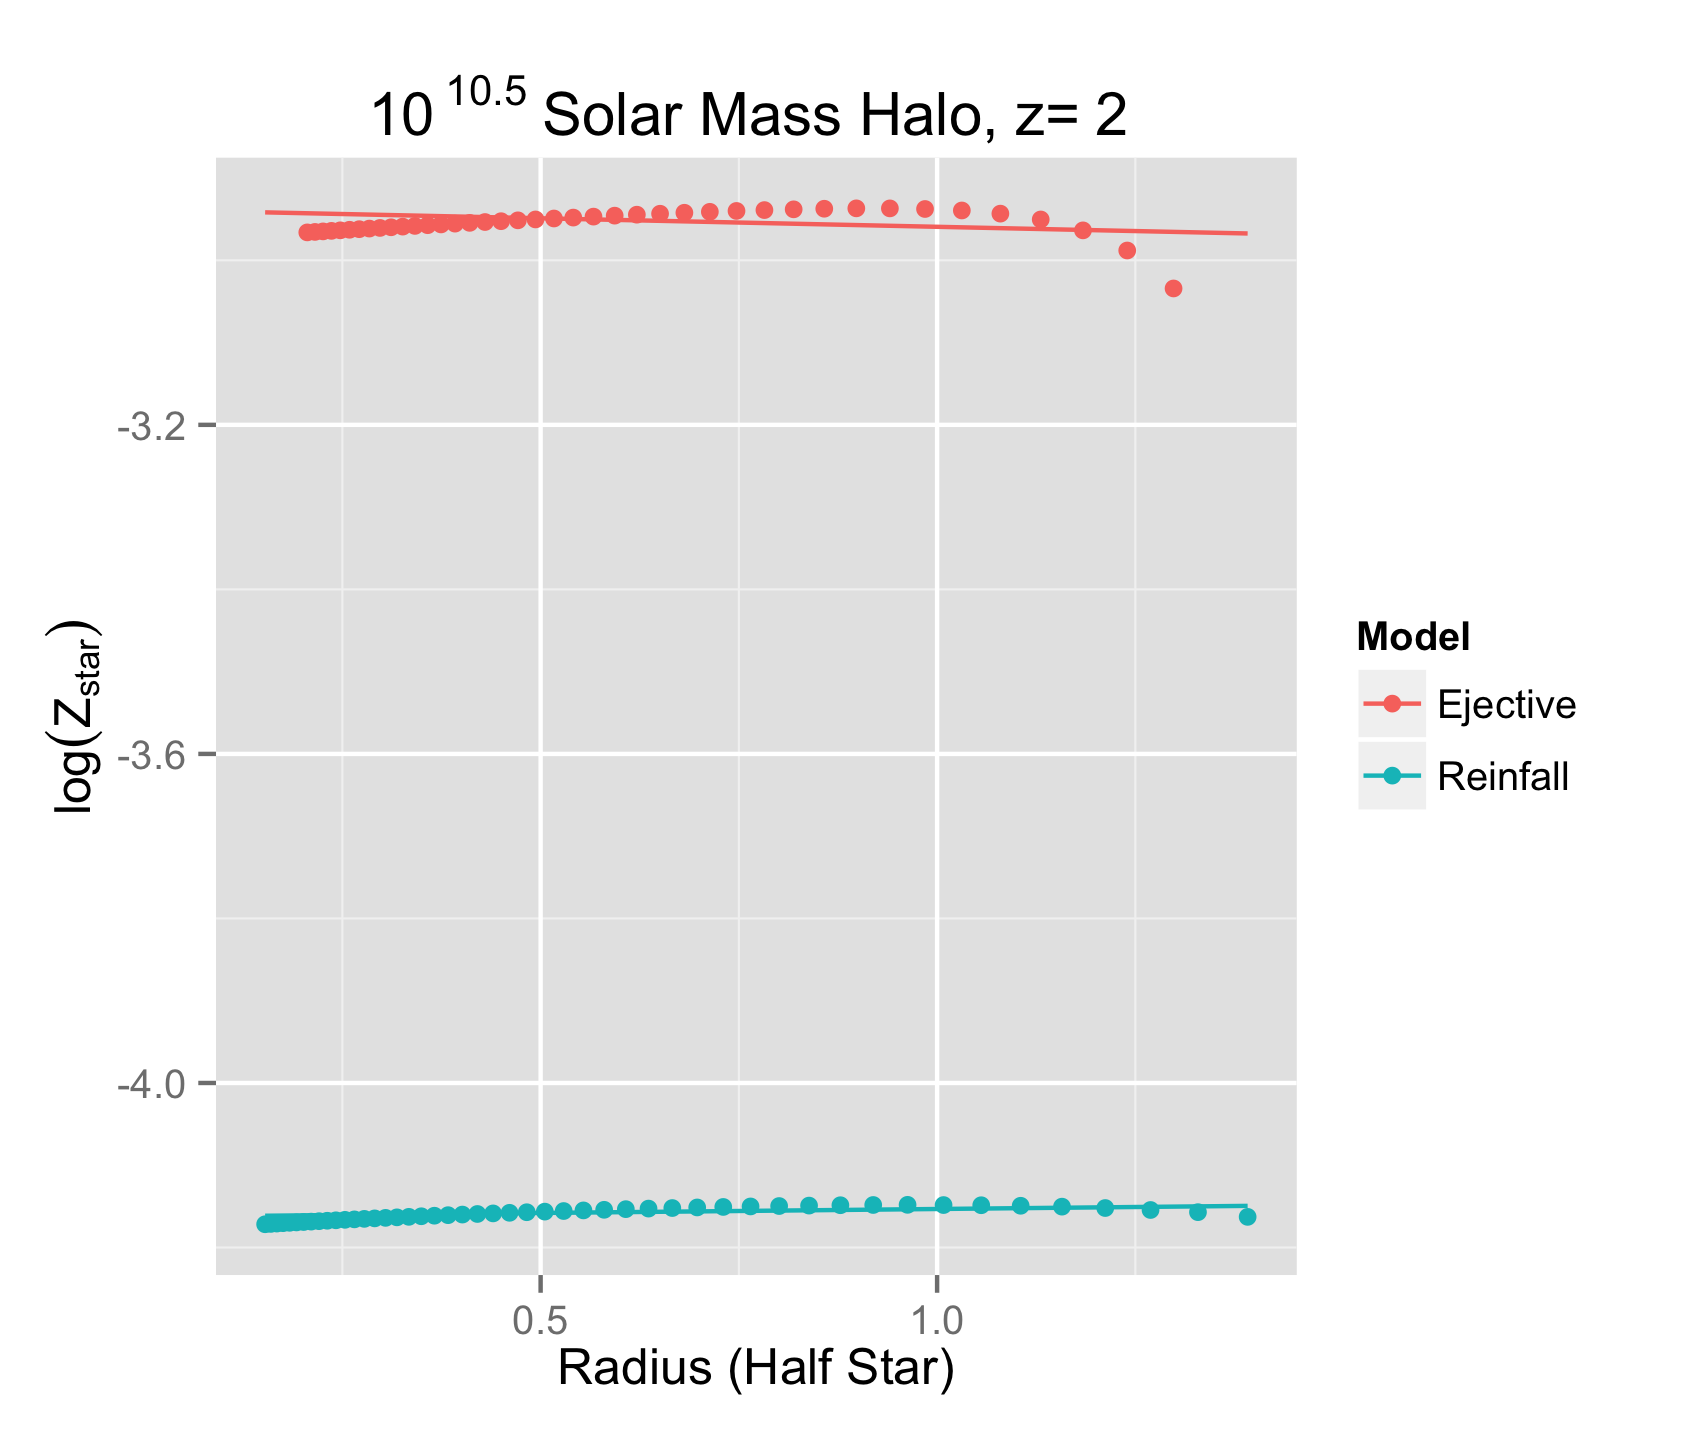 10^10.5 Solar Mass Halo, z= 2
log(Z_star)
-3.2
-3.6
-4.0
0.5 1.0
Radius (Half Star)
Model
Ejective
Reinfall